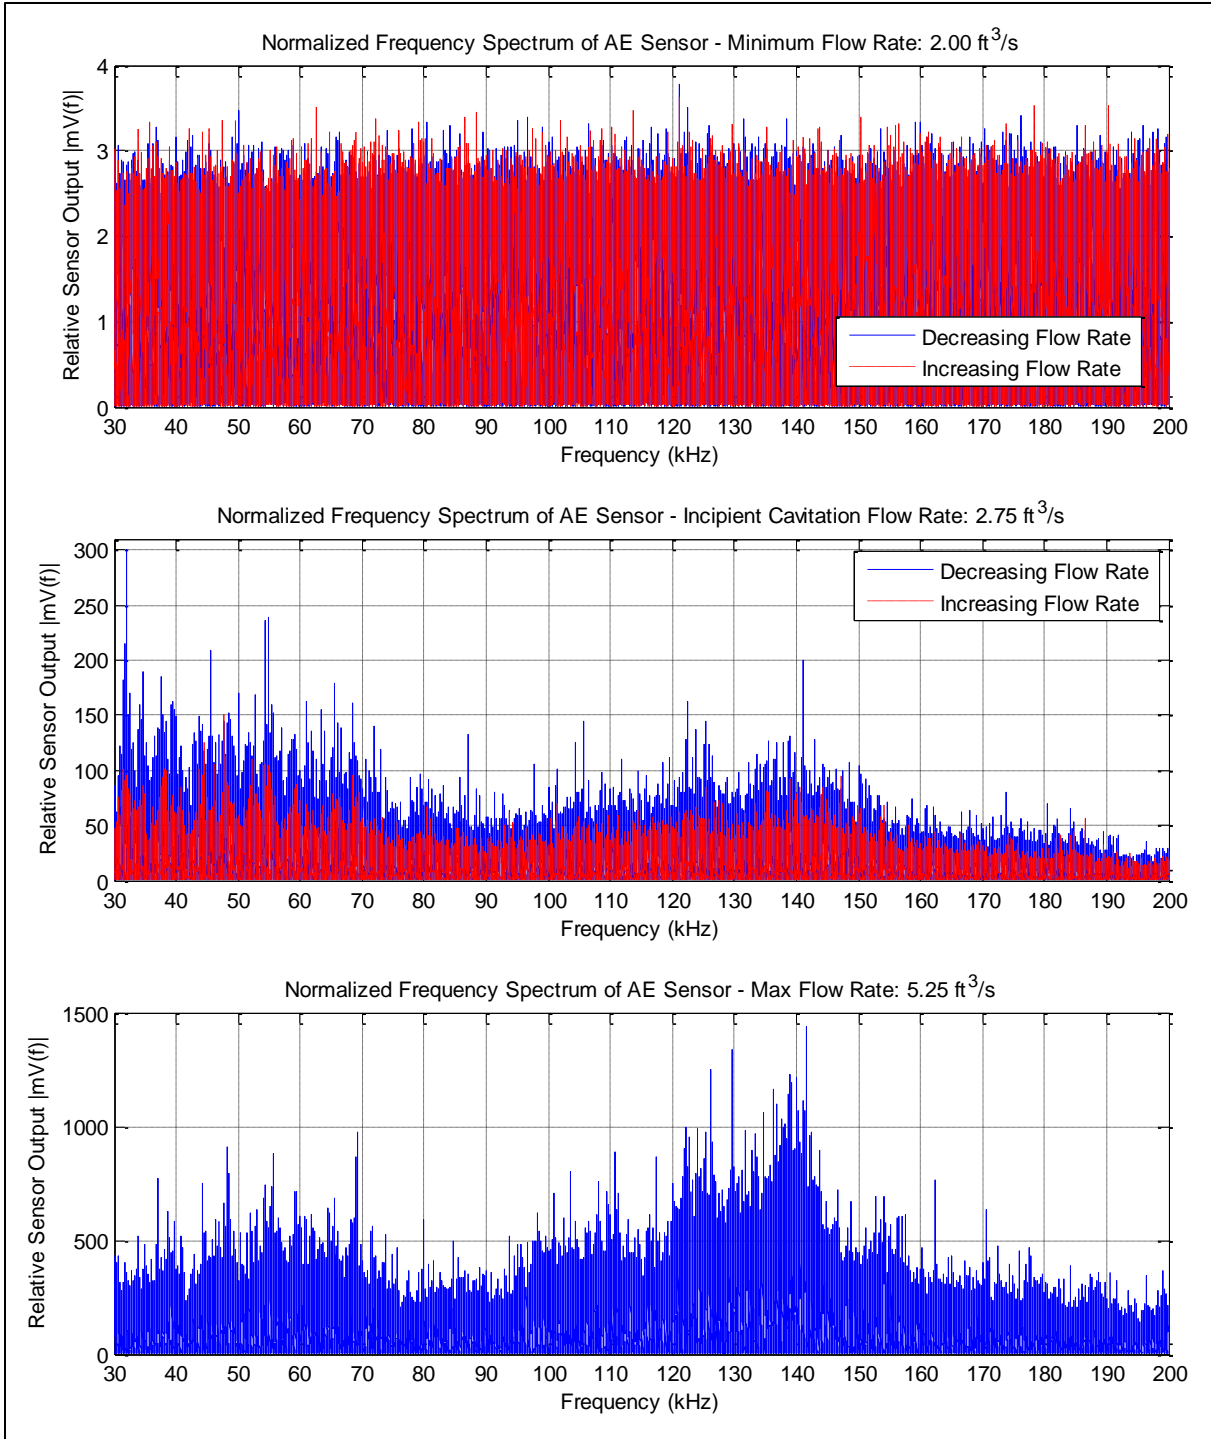 Normalized Frequency Spectrum of AE Sensor - Minimum Flow Rate: 2.00 ft³/s
Relative Sensor Output |mV(f)|
4
3
2
1
0
Decreasing Flow Rate
Increasing Flow Rate
30 40 50 60 70 80 90 100 110 120 130 140 150 160 170 180 190 200
Frequency (kHz)
Normalized Frequency Spectrum of AE Sensor - Incipient Cavitation Flow Rate: 2.75 ft³/s
Relative Sensor Output |mV(f)|
300
250
200
150
100
50
0
Decreasing Flow Rate
Increasing Flow Rate
30 40 50 60 70 80 90 100 110 120 130 140 150 160 170 180 190 200
Frequency (kHz)
Normalized Frequency Spectrum of AE Sensor - Max Flow Rate: 5.25 ft³/s
Relative Sensor Output |mV(f)|
1500
1000
500
0
30 40 50 60 70 80 90 100 110 120 130 140 150 160 170 180 190 200
Frequency (kHz)